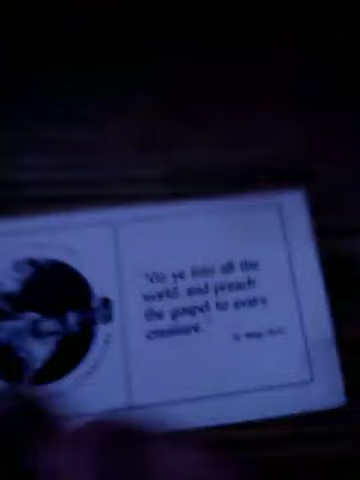 "Go ye into all the
world, and preach
the gospel to every
creature."